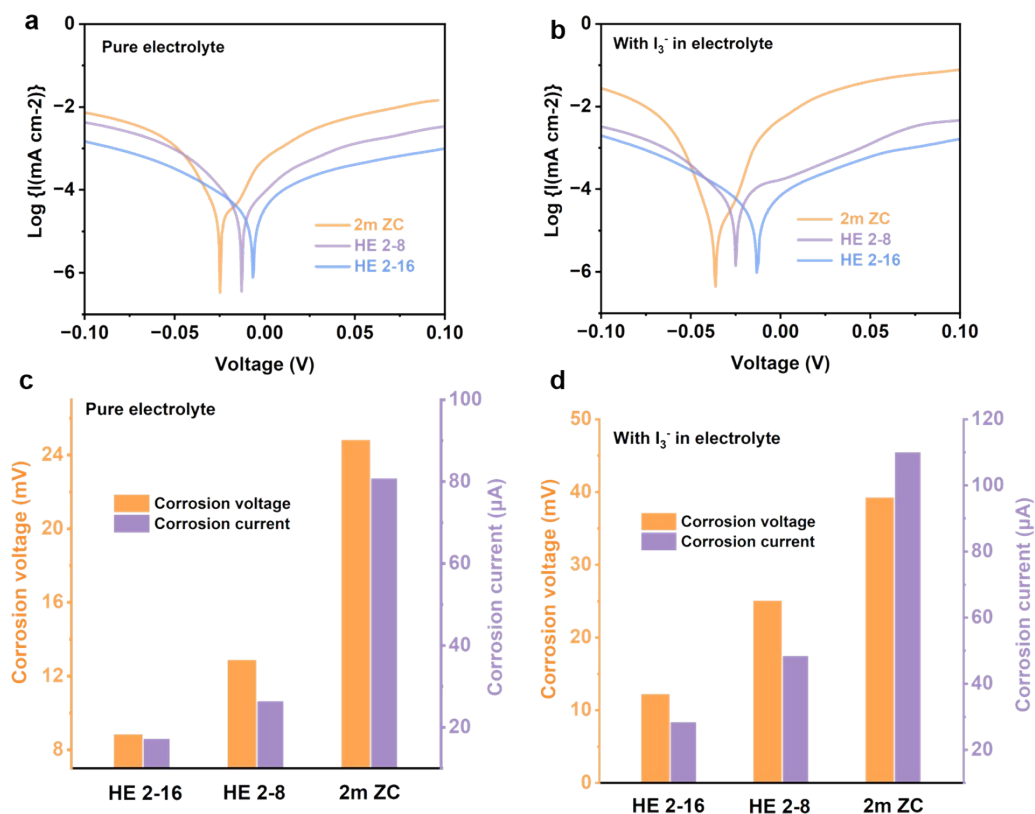 a
Pure electrolyte
Log {I(mA cm-2)}
0
−2
−4
−6
2m ZC
HE 2-8
HE 2-16
−0.10
−0.05
0.00
0.05
0.10
Voltage (V)
b
With I₃⁻ in electrolyte
Log {I(mA cm-2)}
0
−2
−4
−6
2m ZC
HE 2-8
HE 2-16
−0.10
−0.05
0.00
0.05
0.10
Voltage (V)
c
Pure electrolyte
Corrosion voltage (mV)
24
20
16
12
8
Corrosion voltage
Corrosion current
100
80
60
40
20
Corrosion current (µA)
HE 2-16
HE 2-8
2m ZC
d
With I₃⁻ in electrolyte
Corrosion voltage (mV)
50
40
30
20
10
0
Corrosion voltage
Corrosion current
120
100
80
60
40
20
Corrosion current (µA)
HE 2-16
HE 2-8
2m ZC